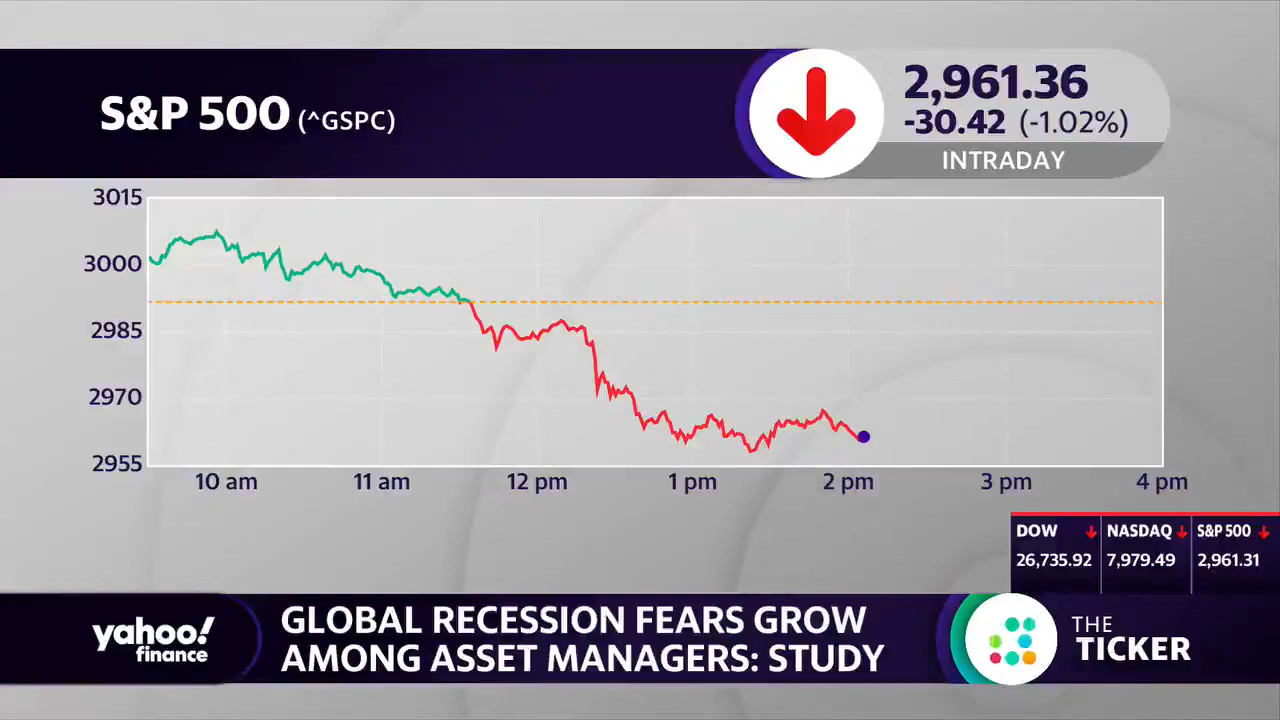 S&P 500 (^GSPC)
2,961.36
-30.42 (-1.02%)
INTRADAY
3015
3000
2985
2970
2955
10 am 11 am 12 pm 1 pm 2 pm 3 pm 4 pm
DOW NASDAQ S&P 500
26,735.92 7,979.49 2,961.31
yahoo!
finance
GLOBAL RECESSION FEARS GROW
AMONG ASSET MANAGERS: STUDY
THE
TICKER